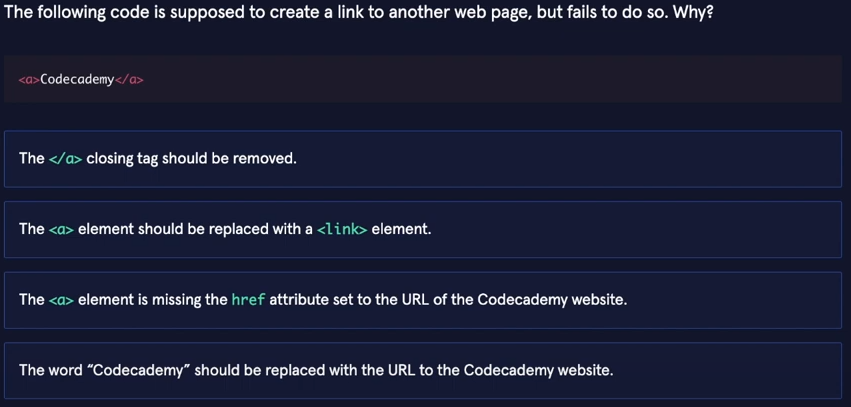 The following code is supposed to create a link to another web page, but fails to do so. Why?
<a>Codecademy</a>
The </a> closing tag should be removed.
The <a> element should be replaced with a <link> element.
The <a> element is missing the href attribute set to the URL of the Codecademy website.
The word “Codecademy” should be replaced with the URL to the Codecademy website.